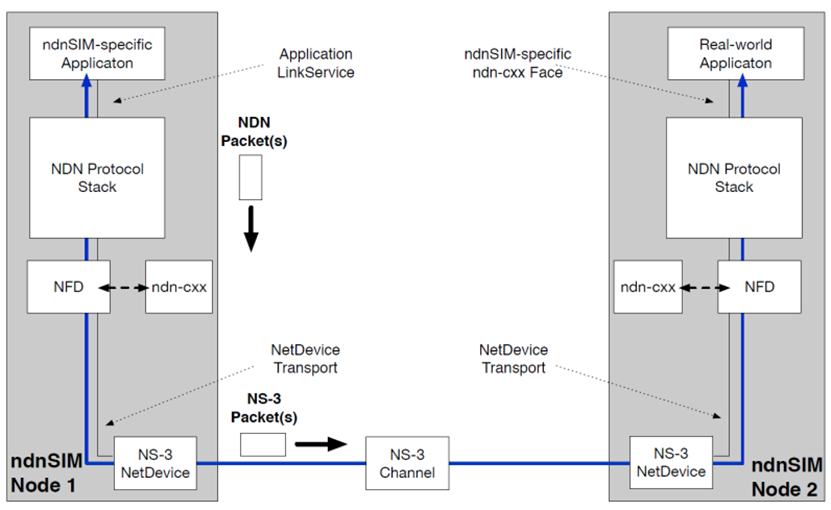 ndnSIM-specific
Applicaton
Application
LinkService
ndnSIM-specific
ndn-cxx Face
Real-world
Applicaton
NDN
Packet(s)
NDN Protocol
Stack
NDN Protocol
Stack
NFD
ndn-cxx
ndn-cxx
NFD
NetDevice
Transport
NetDevice
Transport
NS-3
Packet(s)
ndnSIM
Node 1
NS-3
NetDevice
NS-3
Channel
NS-3
NetDevice
ndnSIM
Node 2